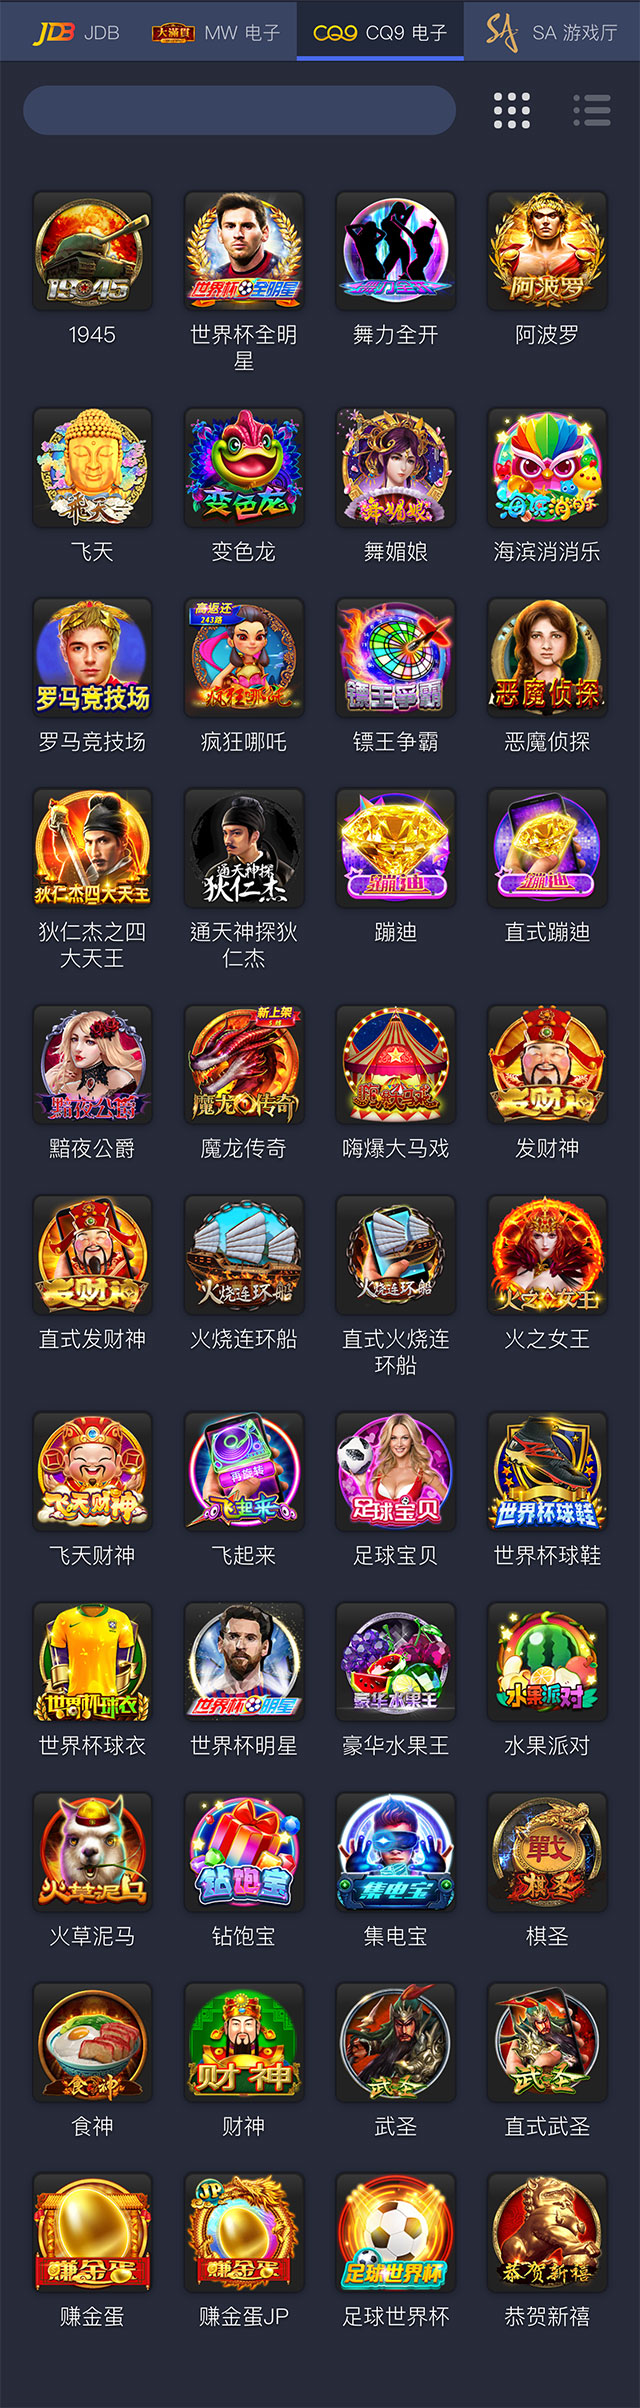 JDB JDB 大滿貫 MW 电子 CQ9 CQ9 电子 SA SA 游戏厅
1945 世界杯全明星 舞力全开 阿波罗
1945 世界杯全明 舞力全开 阿波罗
星
飛天 变色龙 舞媚娘 海滨消消乐
飞天 变色龙 舞媚娘 海滨消消乐
高返还
243路
罗马竞技场 疯狂哪吒 镖王争霸 恶魔侦探
罗马竞技场 疯狂哪吒 镖王争霸 恶魔侦探
狄仁杰四大天王 通天神探 狄仁杰 蹦迪 蹦迪
狄仁杰之四 通天神探狄 蹦迪 直式蹦迪
大天王 仁杰
新上架
黯夜公爵 魔龙传奇 发财神
黯夜公爵 魔龙传奇 嗨爆大马戏 发财神
发财神 火烧连环船 火烧连环船 火之女王
直式发财神 火烧连环船 直式火烧连 火之女王
环船
再旋转
飞天财神 飞起来 足球宝贝 世界杯球鞋
飞天财神 飞起来 足球宝贝 世界杯球鞋
世界杯球衣 世界杯明星 豪华水果王 水果派对
世界杯球衣 世界杯明星 豪华水果王 水果派对
戰
火草泥马 钻饱宝 集电宝 棋圣
火草泥马 钻饱宝 集电宝 棋圣
食神 财神 武圣 武圣
食神 财神 武圣 直式武圣
JP
赚金蛋 赚金蛋 足球世界杯 恭贺新禧
赚金蛋 赚金蛋JP 足球世界杯 恭贺新禧